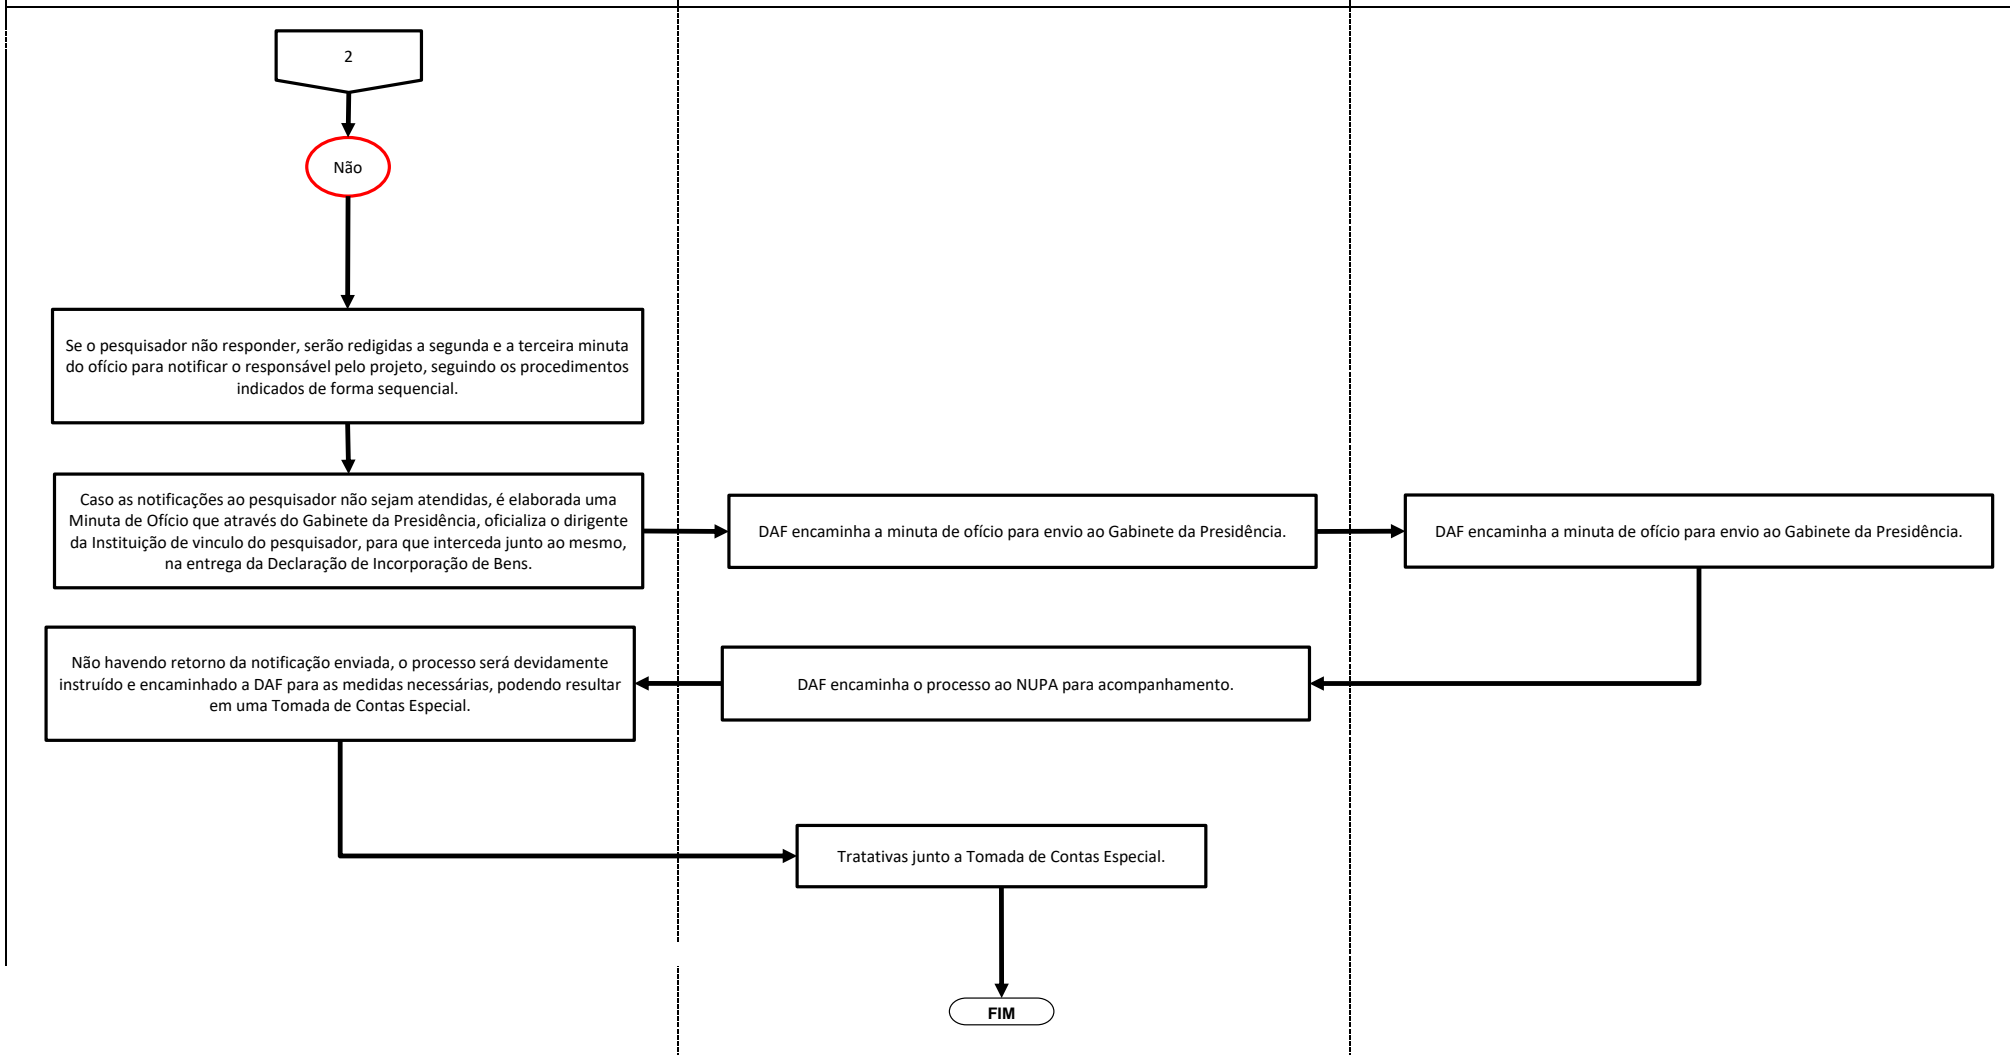 2
Não
Se o pesquisador não responder, serão redigidas a segunda e a terceira minuta
do ofício para notificar o responsável pelo projeto, seguindo os procedimentos
indicados de forma sequencial.
Caso as notificações ao pesquisador não sejam atendidas, é elaborada uma
Minuta de Ofício que através do Gabinete da Presidência, oficializa o dirigente
da Instituição de vinculo do pesquisador, para que interceda junto ao mesmo,
na entrega da Declaração de Incorporação de Bens.
DAF encaminha a minuta de ofício para envio ao Gabinete da Presidência.
DAF encaminha a minuta de ofício para envio ao Gabinete da Presidência.
DAF encaminha o processo ao NUPA para acompanhamento.
Não havendo retorno da notificação enviada, o processo será devidamente
instruído e encaminhado a DAF para as medidas necessárias, podendo resultar
em uma Tomada de Contas Especial.
Tratativas junto a Tomada de Contas Especial.
FIM